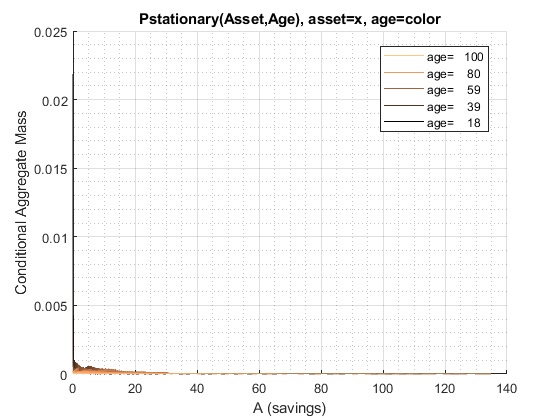 Pstationary(Asset,Age), asset=x, age=color
Conditional Aggregate Mass
0.025
0.02
0.015
0.01
0.005
0
age= 100
age= 80
age= 59
age= 39
age= 18
0 20 40 60 80 100 120 140
A (savings)